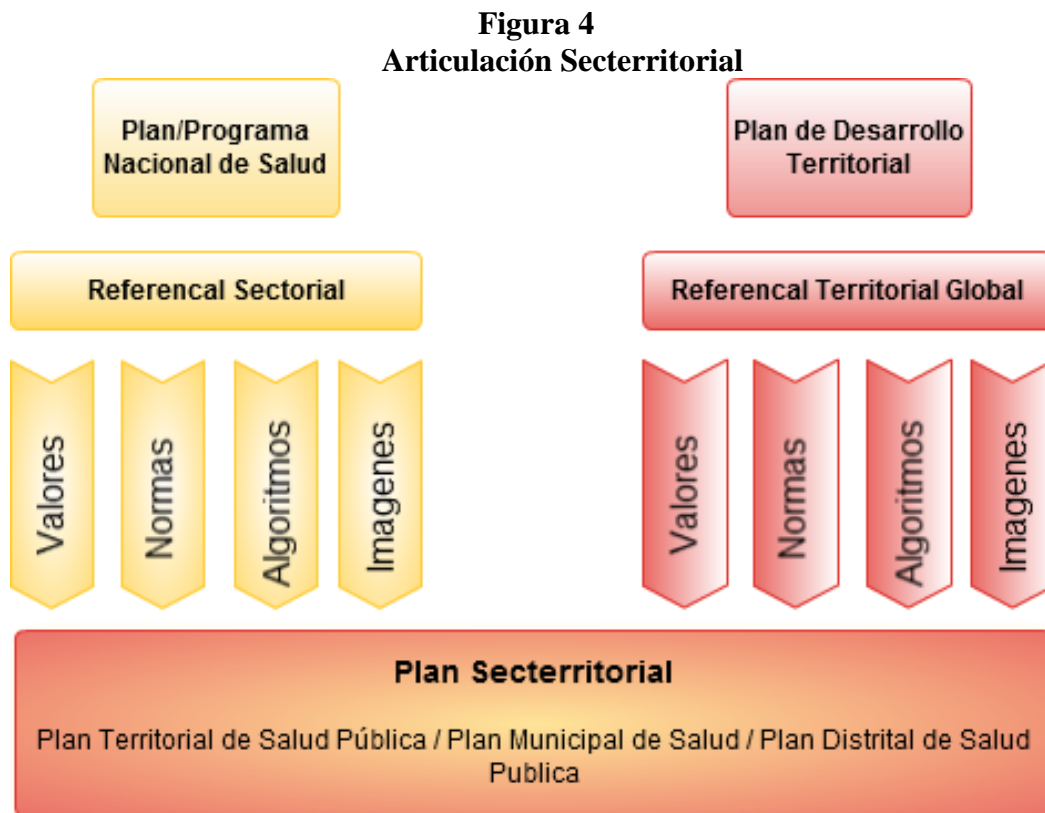 Figura 4
Articulación Secterritorial
Plan/Programa
Nacional de Salud
Plan de Desarrollo
Territorial
Referencal Sectorial
Referencal Territorial Global
Valores
Normas
Algoritmos
Imagenes
Valores
Normas
Algoritmos
Imagenes
Plan Secterritorial
Plan Territorial de Salud Pública / Plan Municipal de Salud / Plan Distrital de Salud
Publica